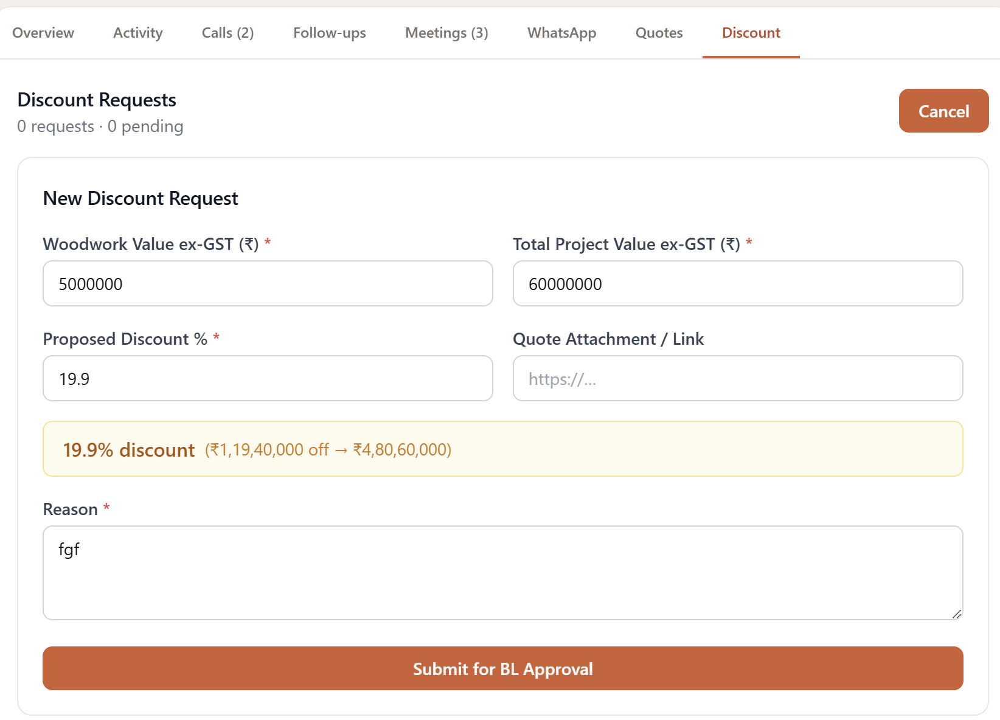 Overview Activity Calls (2) Follow-ups Meetings (3) WhatsApp Quotes Discount
Discount Requests
Cancel
0 requests · 0 pending
New Discount Request
Woodwork Value ex-GST (₹) *
5000000
Total Project Value ex-GST (₹) *
60000000
Proposed Discount % *
19.9
Quote Attachment / Link
https://...
19.9% discount (₹1,19,40,000 off → ₹4,80,60,000)
Reason *
fgf
Submit for BL Approval